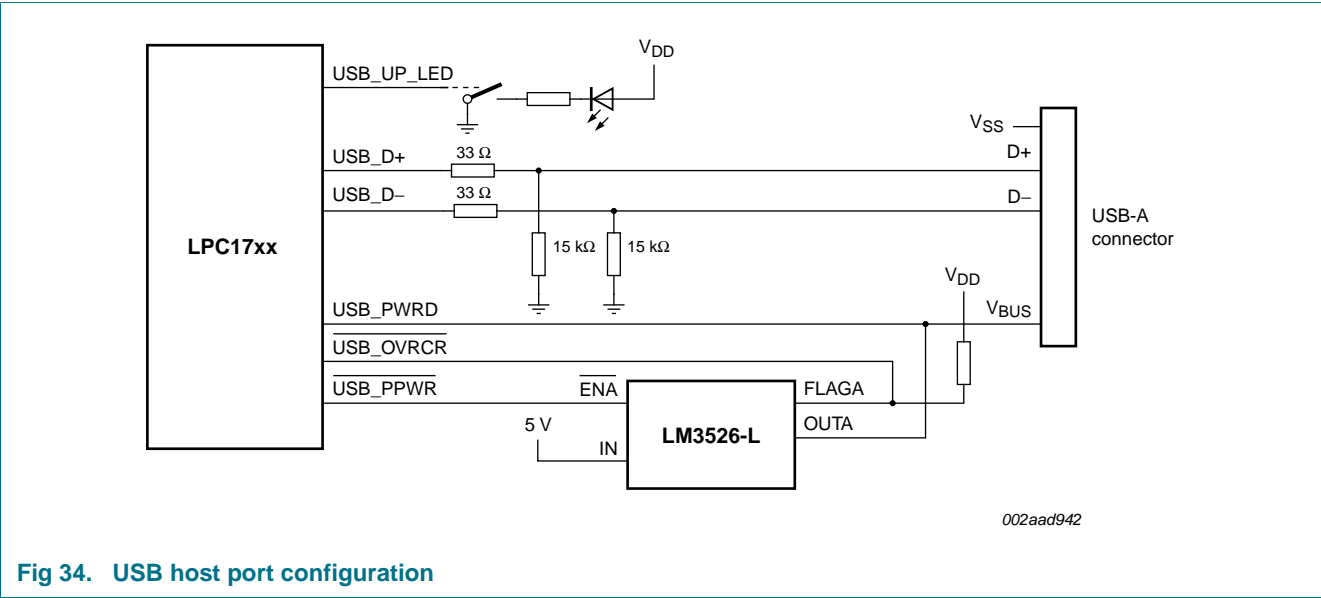 VDD
USB_UP_LED
VSS
USB_D+
33 Ω
D+
USB_D−
33 Ω
D−
LPC17xx
15 kΩ
15 kΩ
USB-A
connector
VDD
USB_PWRD
VBUS
USB_OVRCR
USB_PPWR
ENA
FLAGA
5 V
IN
LM3526-L
OUTA
002aad942
Fig 34. USB host port configuration